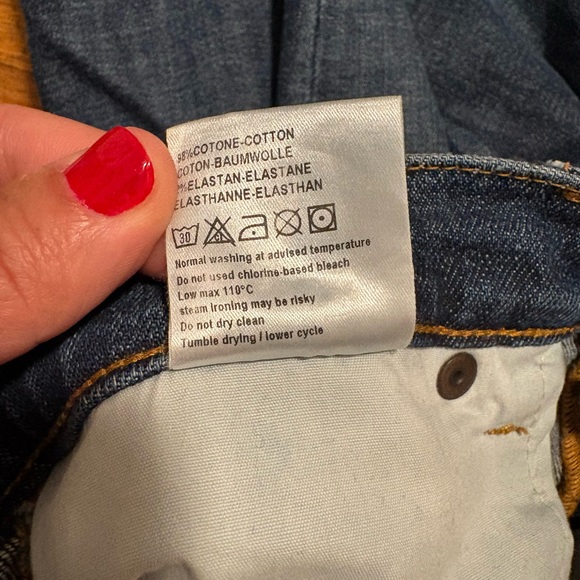 98%COTONE-COTTON
COTON-BAUMWOLLE
2%ELASTAN-ELASTANE
ELASTHANNE-ELASTHAN
30
Normal washing at advised temperature
Do not used chlorine-based bleach
Low max 110°C
steam ironing may be risky
Do not dry clean
Tumble drying / lower cycle